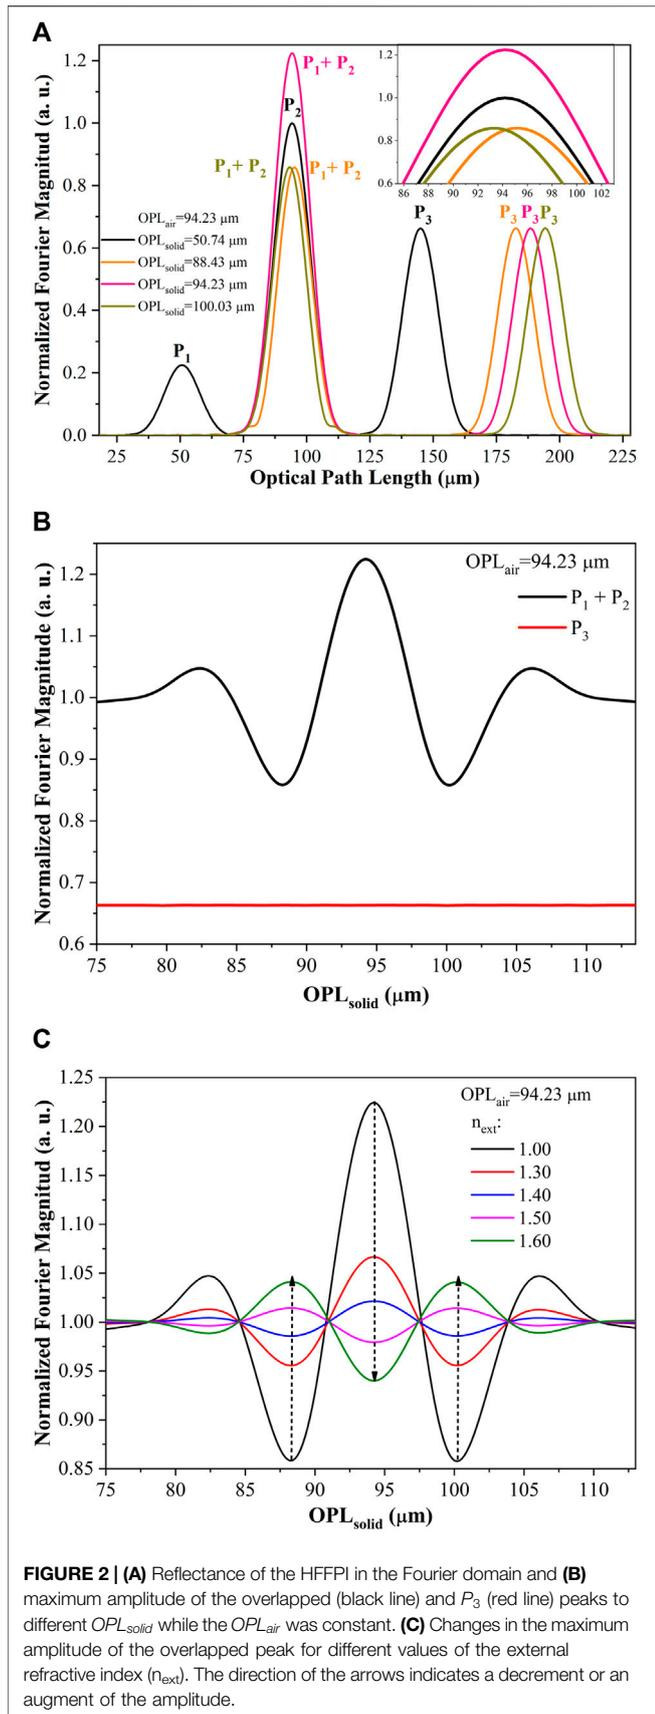 A
Normalized Fourier Magnitud (a. u.)
1.2
1.0
0.8
0.6
0.4
0.2
0.0
P1+ P2
P2
P1+ P2
P1+ P2
OPLair=94.23 μm
OPLsolid=50.74 μm
OPLsolid=88.43 μm
OPLsolid=94.23 μm
OPLsolid=100.03 μm
P1
P3
P3 P3 P3
1.2
1.0
0.8
0.6
86 88 90 92 94 96 98 100 102
25 50 75 100 125 150 175 200 225
Optical Path Length (μm)
B
Normalized Fourier Magnitude (a. u.)
1.2
1.1
1.0
0.9
0.8
0.7
0.6
OPLair=94.23 μm
P1 + P2
P3
75 80 85 90 95 100 105 110
OPLsolid (μm)
C
Normalized Fourier Magnitud (a. u.)
1.25
1.20
1.15
1.10
1.05
1.00
0.95
0.90
0.85
OPLair=94.23 μm
next:
1.00
1.30
1.40
1.50
1.60
75 80 85 90 95 100 105 110
OPLsolid (μm)
FIGURE 2 | (A) Reflectance of the HFFPI in the Fourier domain and (B)
maximum amplitude of the overlapped (black line) and P3 (red line) peaks to
different OPLsolid while the OPLair was constant. (C) Changes in the maximum
amplitude of the overlapped peak for different values of the external
refractive index (next). The direction of the arrows indicates a decrement or an
augment of the amplitude.